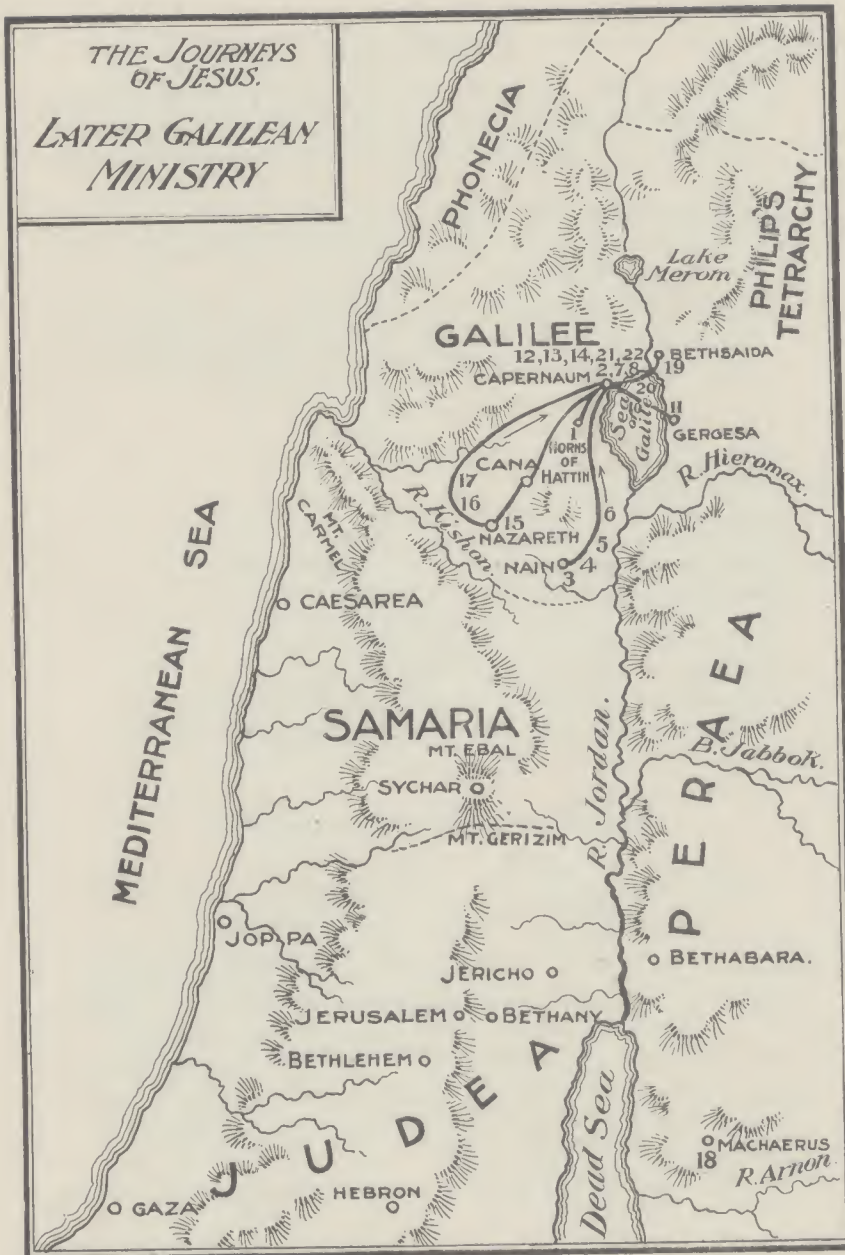 THE JOURNEYS
OF JESUS.
LATER GALILEAN
MINISTRY
PHONECIA
PHILIP'S
TETRARCHY
Lake
Merom
GALILEE
12,13,14,21,22
BETHSAIDA
2,7,8
19
CAPERNAUM
20
10
11
Sea of
Galilee
GERGESA
1
HORNS
OF
HATTIN
CANA
R. Hieromax.
17
16
R. Kishon.
15
NAZARETH
6
5
MT.
CARMEL
NAIN
4
3
CAESAREA
MEDITERRANEAN SEA
SAMARIA
MT. EBAL
R. Jordan.
PERAEA
B. Jabbok.
SYCHAR
MT. GERIZIM
JOPPA
BETHABARA.
JERICHO
JERUSALEM
BETHANY
BETHLEHEM
JUDEA
Dead Sea
MACHAERUS
18
R. Arnon.
GAZA
HEBRON